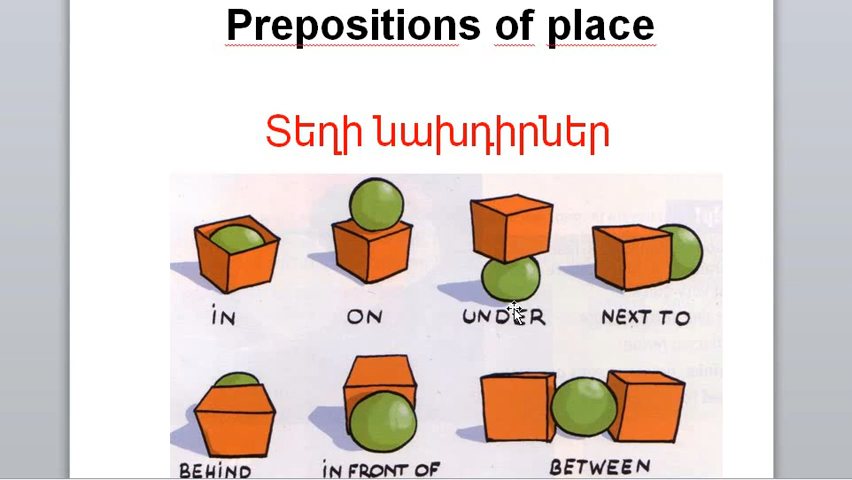 Prepositions of place
Տեղի նախդիրներ
iN ON UNDER NEXT TO
BEHiND iN FRONT OF BETWEEN